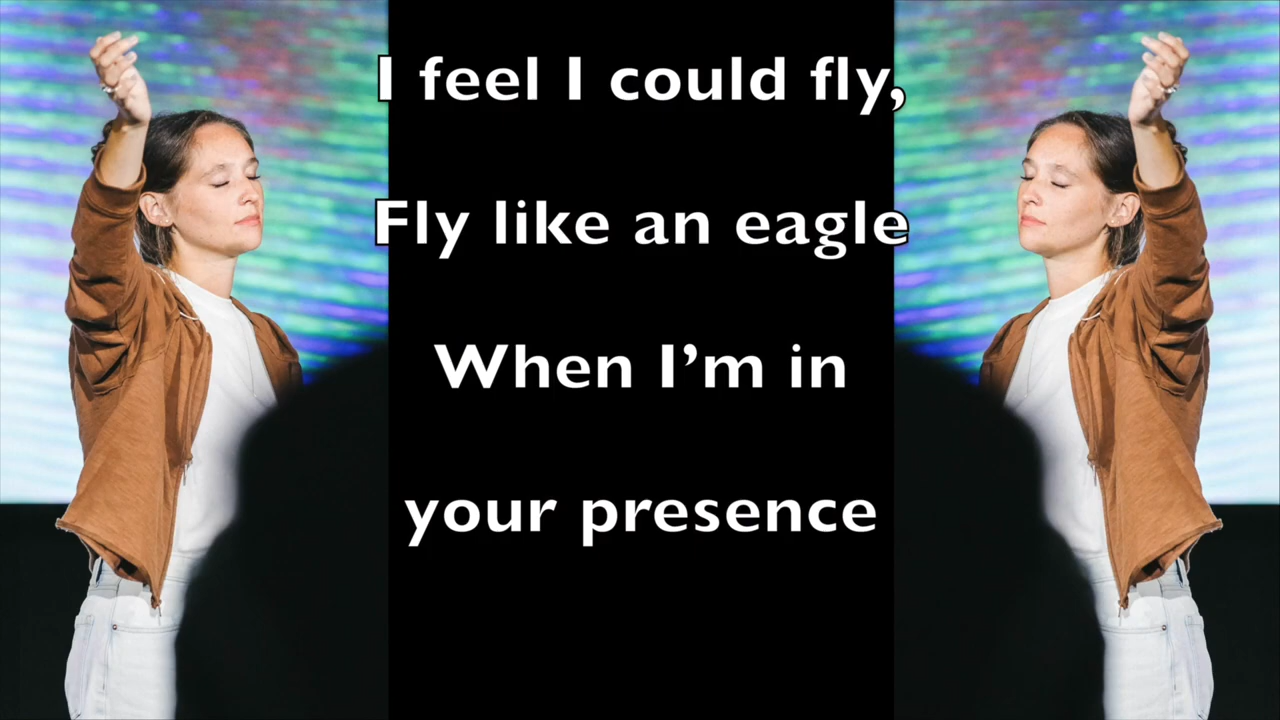 I feel I could fly,
Fly like an eagle
When I’m in
your presence